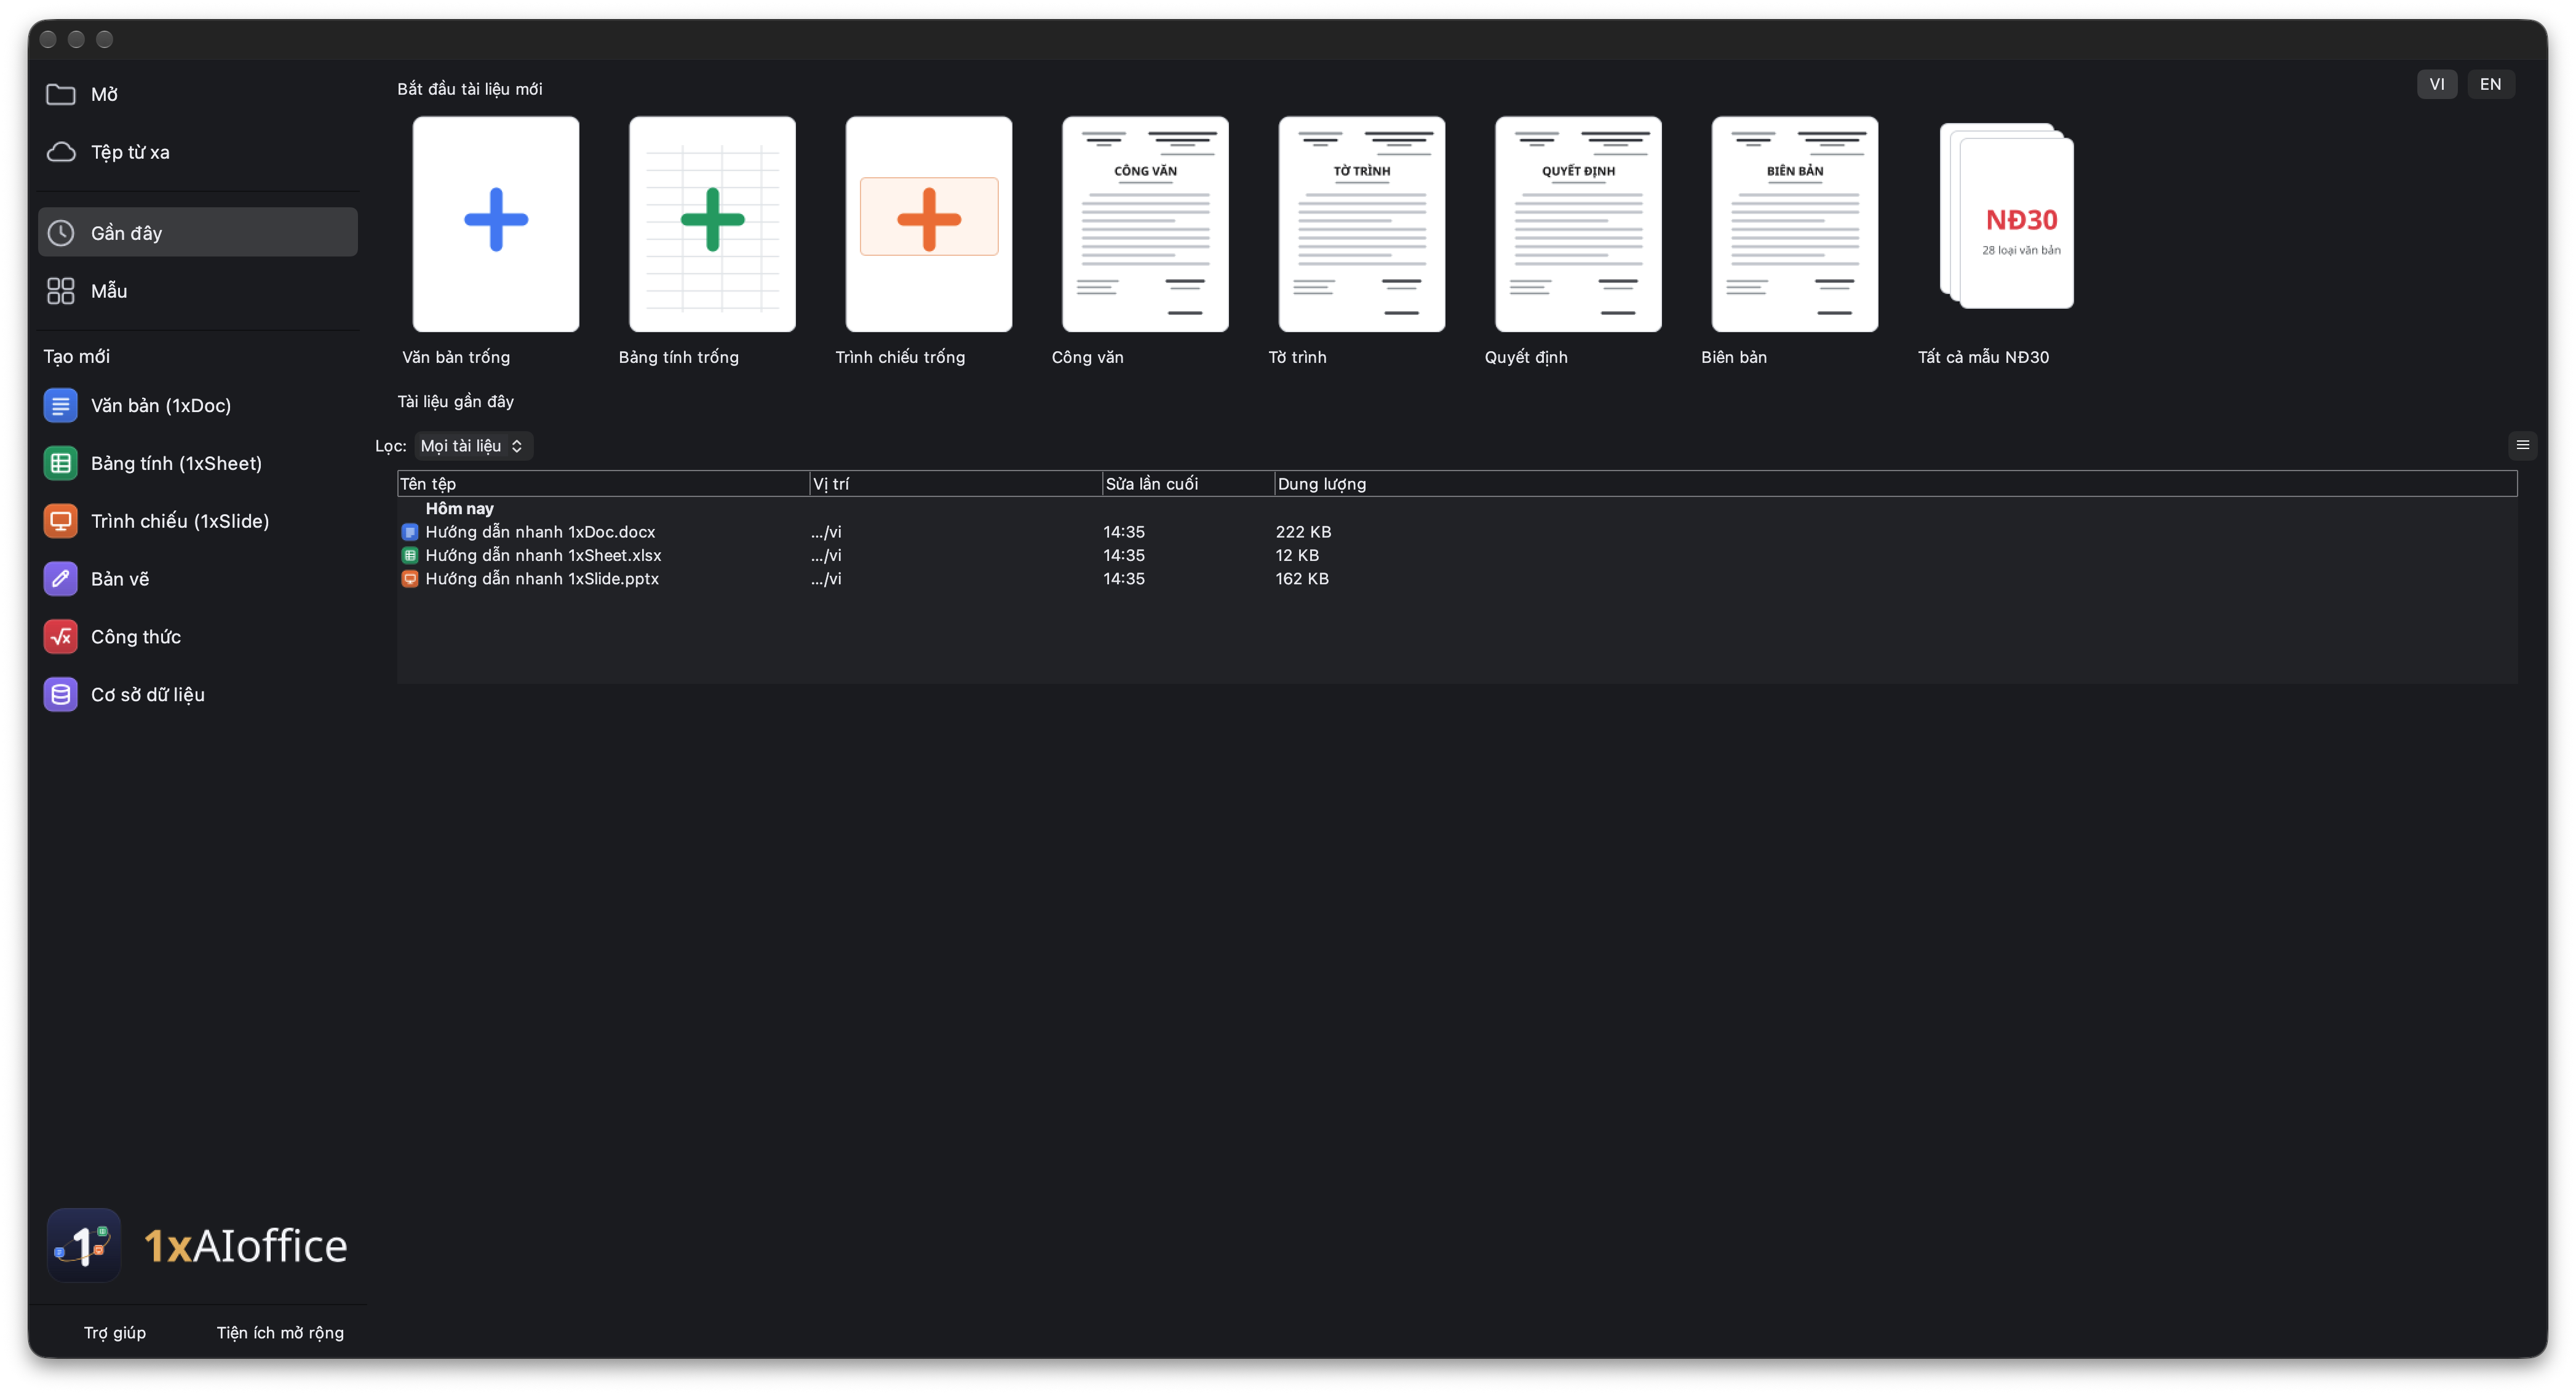 Mở
Tệp từ xa
Gần đây
Mẫu
Tạo mới
Văn bản (1xDoc)
Bảng tính (1xSheet)
Trình chiếu (1xSlide)
Bản vẽ
Công thức
Cơ sở dữ liệu
1
1xAIoffice
Trợ giúp Tiện ích mở rộng
Bắt đầu tài liệu mới
VI EN
CÔNG VĂN
TỜ TRÌNH
QUYẾT ĐỊNH
BIÊN BẢN
NĐ30
28 loại văn bản
Văn bản trống Bảng tính trống Trình chiếu trống Công văn Tờ trình Quyết định Biên bản Tất cả mẫu NĐ30
Tài liệu gần đây
Lọc: Mọi tài liệu
Tên tệp Vị trí Sửa lần cuối Dung lượng
Hôm nay
Hướng dẫn nhanh 1xDoc.docx .../vi 14:35 222 KB
Hướng dẫn nhanh 1xSheet.xlsx .../vi 14:35 12 KB
Hướng dẫn nhanh 1xSlide.pptx .../vi 14:35 162 KB